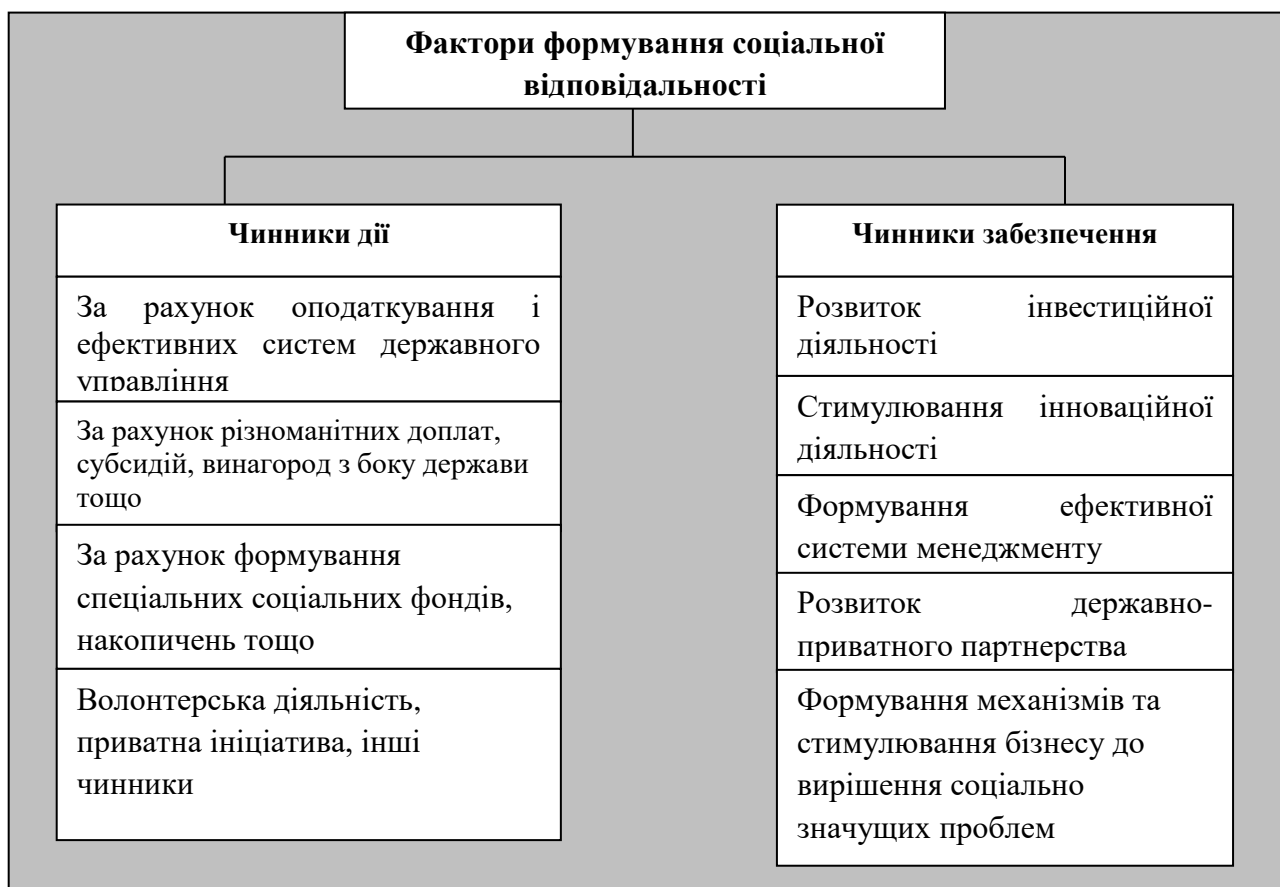 Фактори формування соціальної
відповідальності
Чинники дії
За рахунок оподаткування і
ефективних систем державного
управління
За рахунок різноманітних доплат,
субсидій, винагород з боку держави
тощо
За рахунок формування
спеціальних соціальних фондів,
накопичень тощо
Волонтерська діяльність,
приватна ініціатива, інші
чинники
Чинники забезпечення
Розвиток інвестиційної
діяльності
Стимулювання інноваційної
діяльності
Формування ефективної
системи менеджменту
Розвиток державно-
приватного партнерства
Формування механізмів та
стимулювання бізнесу до
вирішення соціально
значущих проблем